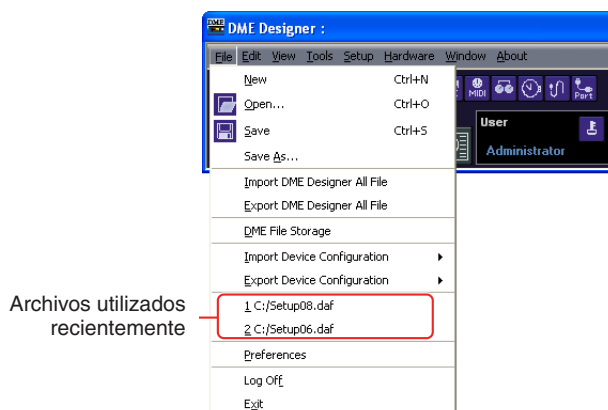 DME Designer :
File Edit View Tools Setup Hardware Window About
New Ctrl+N
Open... Ctrl+O
Save Ctrl+S
Save As...
Import DME Designer All File
Export DME Designer All File
DME File Storage
Import Device Configuration
Export Device Configuration
1 C:/Setup08.daf
2 C:/Setup06.daf
Preferences
Log Off
Exit
MIDI
Port
User
Administrator
Archivos utilizados
recientemente